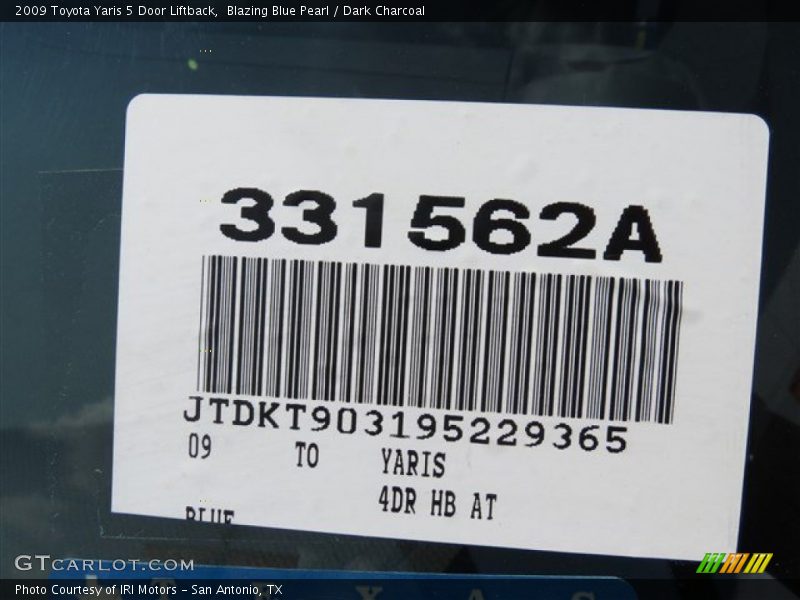 2009 Toyota Yaris 5 Door Liftback, Blazing Blue Pearl / Dark Charcoal
331562A
JTDKT903195229365
09 TO YARIS
4DR HB AT
BLUE
GTCARLOT.COM
Photo Courtesy of IRI Motors - San Antonio, TX